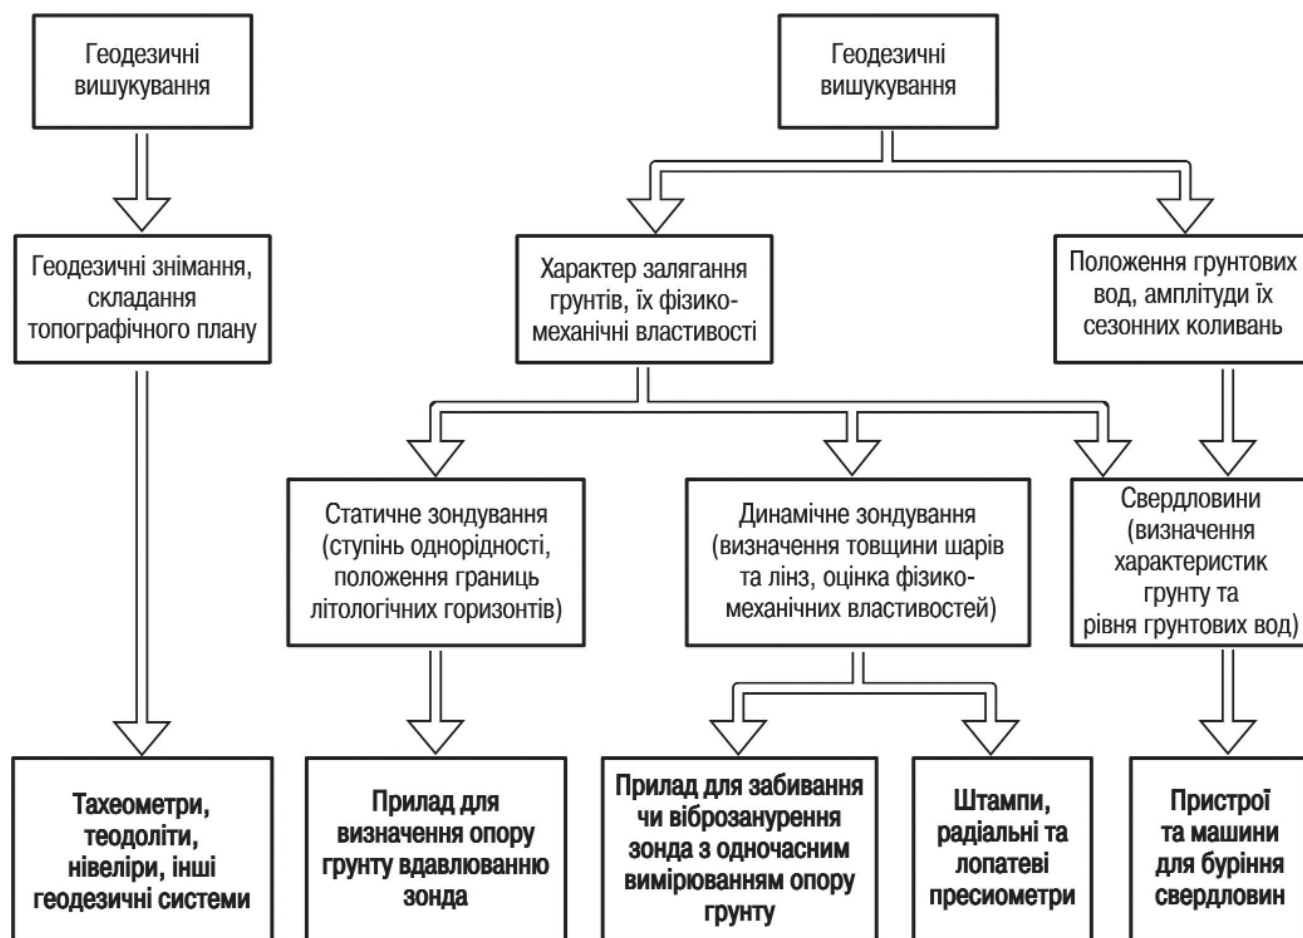 Геодезичні
вишукування
Геодезичні
вишукування
Геодезичні знімання,
складання
топографічного плану
Характер залягання
грунтів, їх фізико-
механічні властивості
Положення грунтових
вод, амплітуди їх
сезонних коливань
Статичне зондування
(ступінь однорідності,
положення границь
літологічних горизонтів)
Динамічне зондування
(визначення товщини шарів
та лінз, оцінка фізико-
механічних властивостей)
Свердловини
(визначення
характеристик
грунту та
рівня грунтових вод)
Тахеометри,
теодоліти,
нівеліри, інші
геодезичні системи
Прилад для
визначення опору
грунту вдавлюванню
зонда
Прилад для забивання
чи віброзанурення
зонда з одночасним
вимірюванням опору
грунту
Штампи,
радіальні та
лопатеві
пресиометри
Пристрої
та машини
для буріння
свердловин